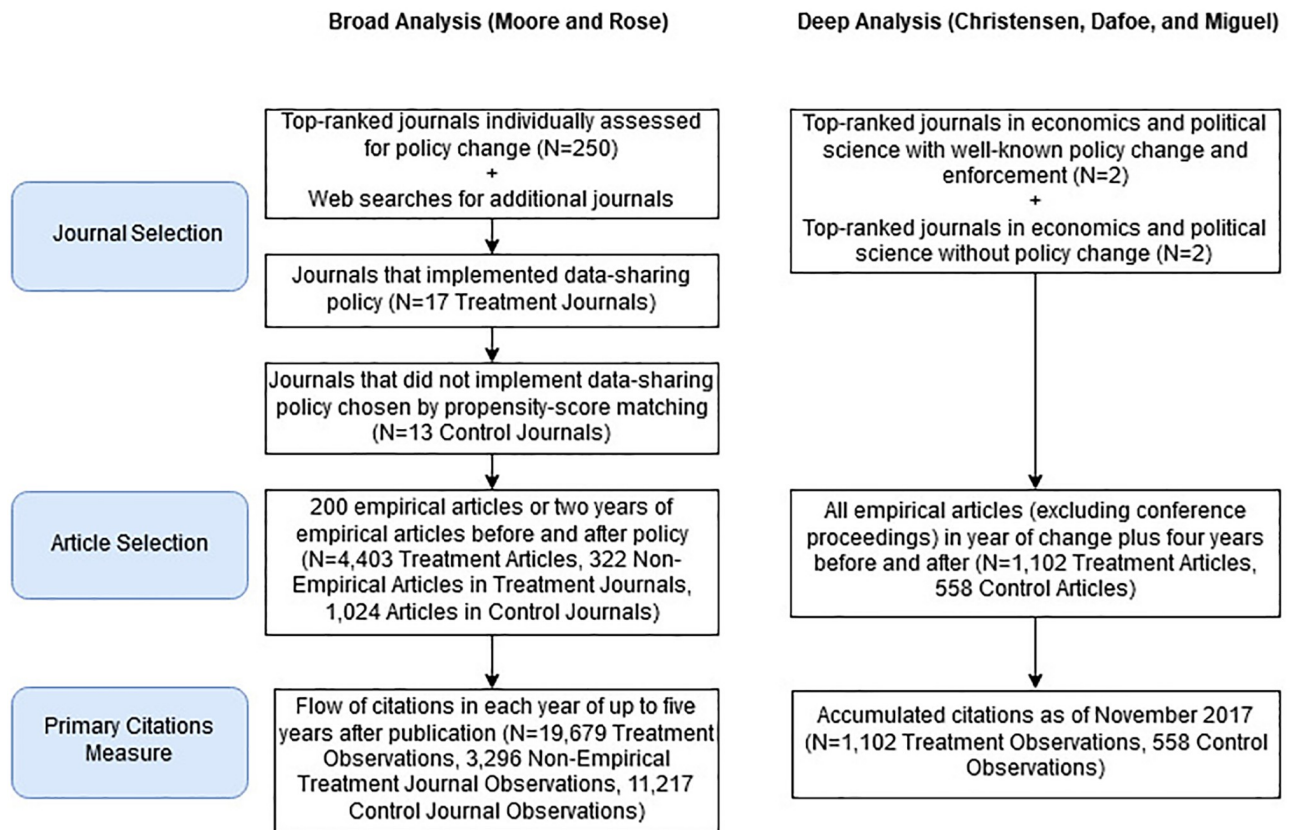 Broad Analysis (Moore and Rose)
Deep Analysis (Christensen, Dafoe, and Miguel)
Journal Selection
Top-ranked journals individually assessed
for policy change (N=250)
+
Web searches for additional journals
Journals that implemented data-sharing
policy (N=17 Treatment Journals)
Journals that did not implement data-sharing
policy chosen by propensity-score matching
(N=13 Control Journals)
Top-ranked journals in economics and political
science with well-known policy change and
enforcement (N=2)
+
Top-ranked journals in economics and political
science without policy change (N=2)
Article Selection
200 empirical articles or two years of
empirical articles before and after policy
(N=4,403 Treatment Articles, 322 Non-
Empirical Articles in Treatment Journals,
1,024 Articles in Control Journals)
All empirical articles (excluding conference
proceedings) in year of change plus four years
before and after (N=1,102 Treatment Articles,
558 Control Articles)
Primary Citations
Measure
Flow of citations in each year of up to five
years after publication (N=19,679 Treatment
Observations, 3,296 Non-Empirical
Treatment Journal Observations, 11,217
Control Journal Observations)
Accumulated citations as of November 2017
(N=1,102 Treatment Observations, 558 Control
Observations)